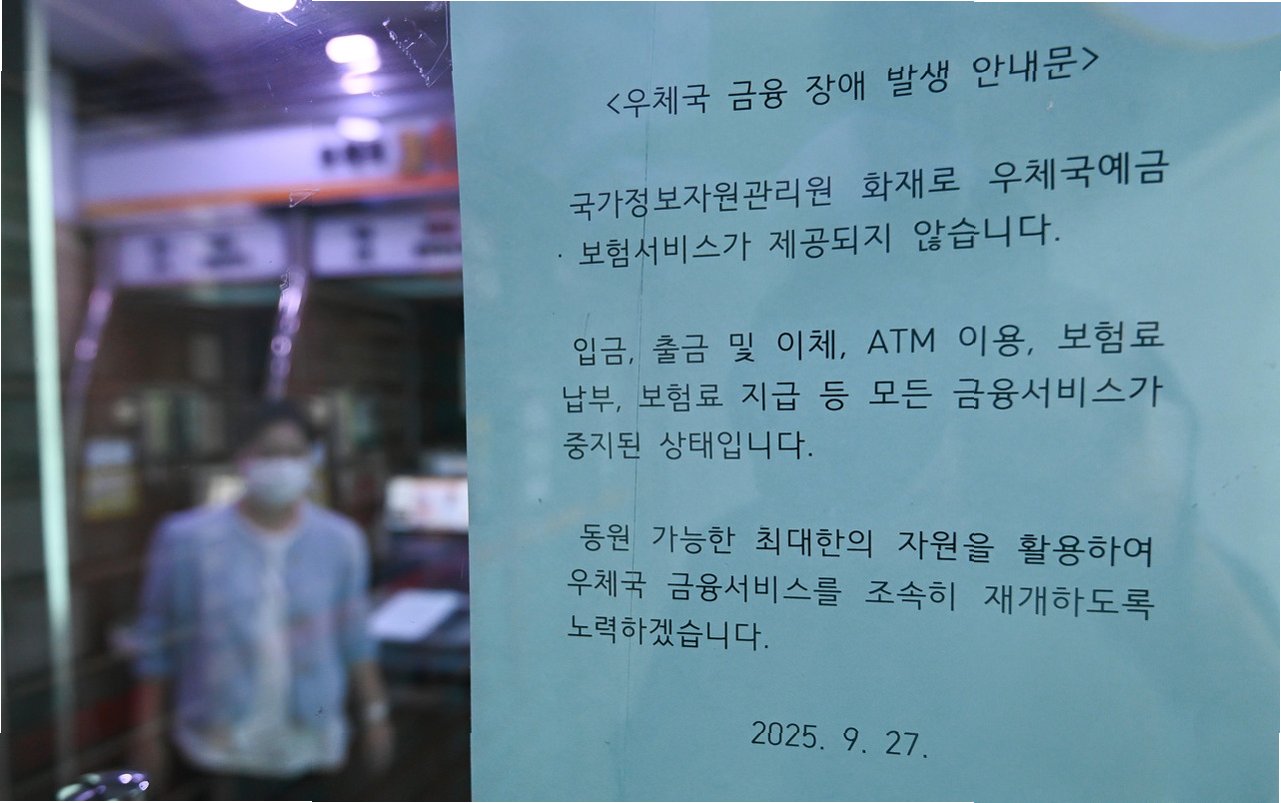 <우체국 금융 장애 발생 안내문>
국가정보자원관리원 화재로 우체국예금
· 보험서비스가 제공되지 않습니다.
입금, 출금 및 이체, ATM 이용, 보험료
납부, 보험료 지급 등 모든 금융서비스가
중지된 상태입니다.
동원 가능한 최대한의 자원을 활용하여
우체국 금융서비스를 조속히 재개하도록
노력하겠습니다.
2025. 9. 27.